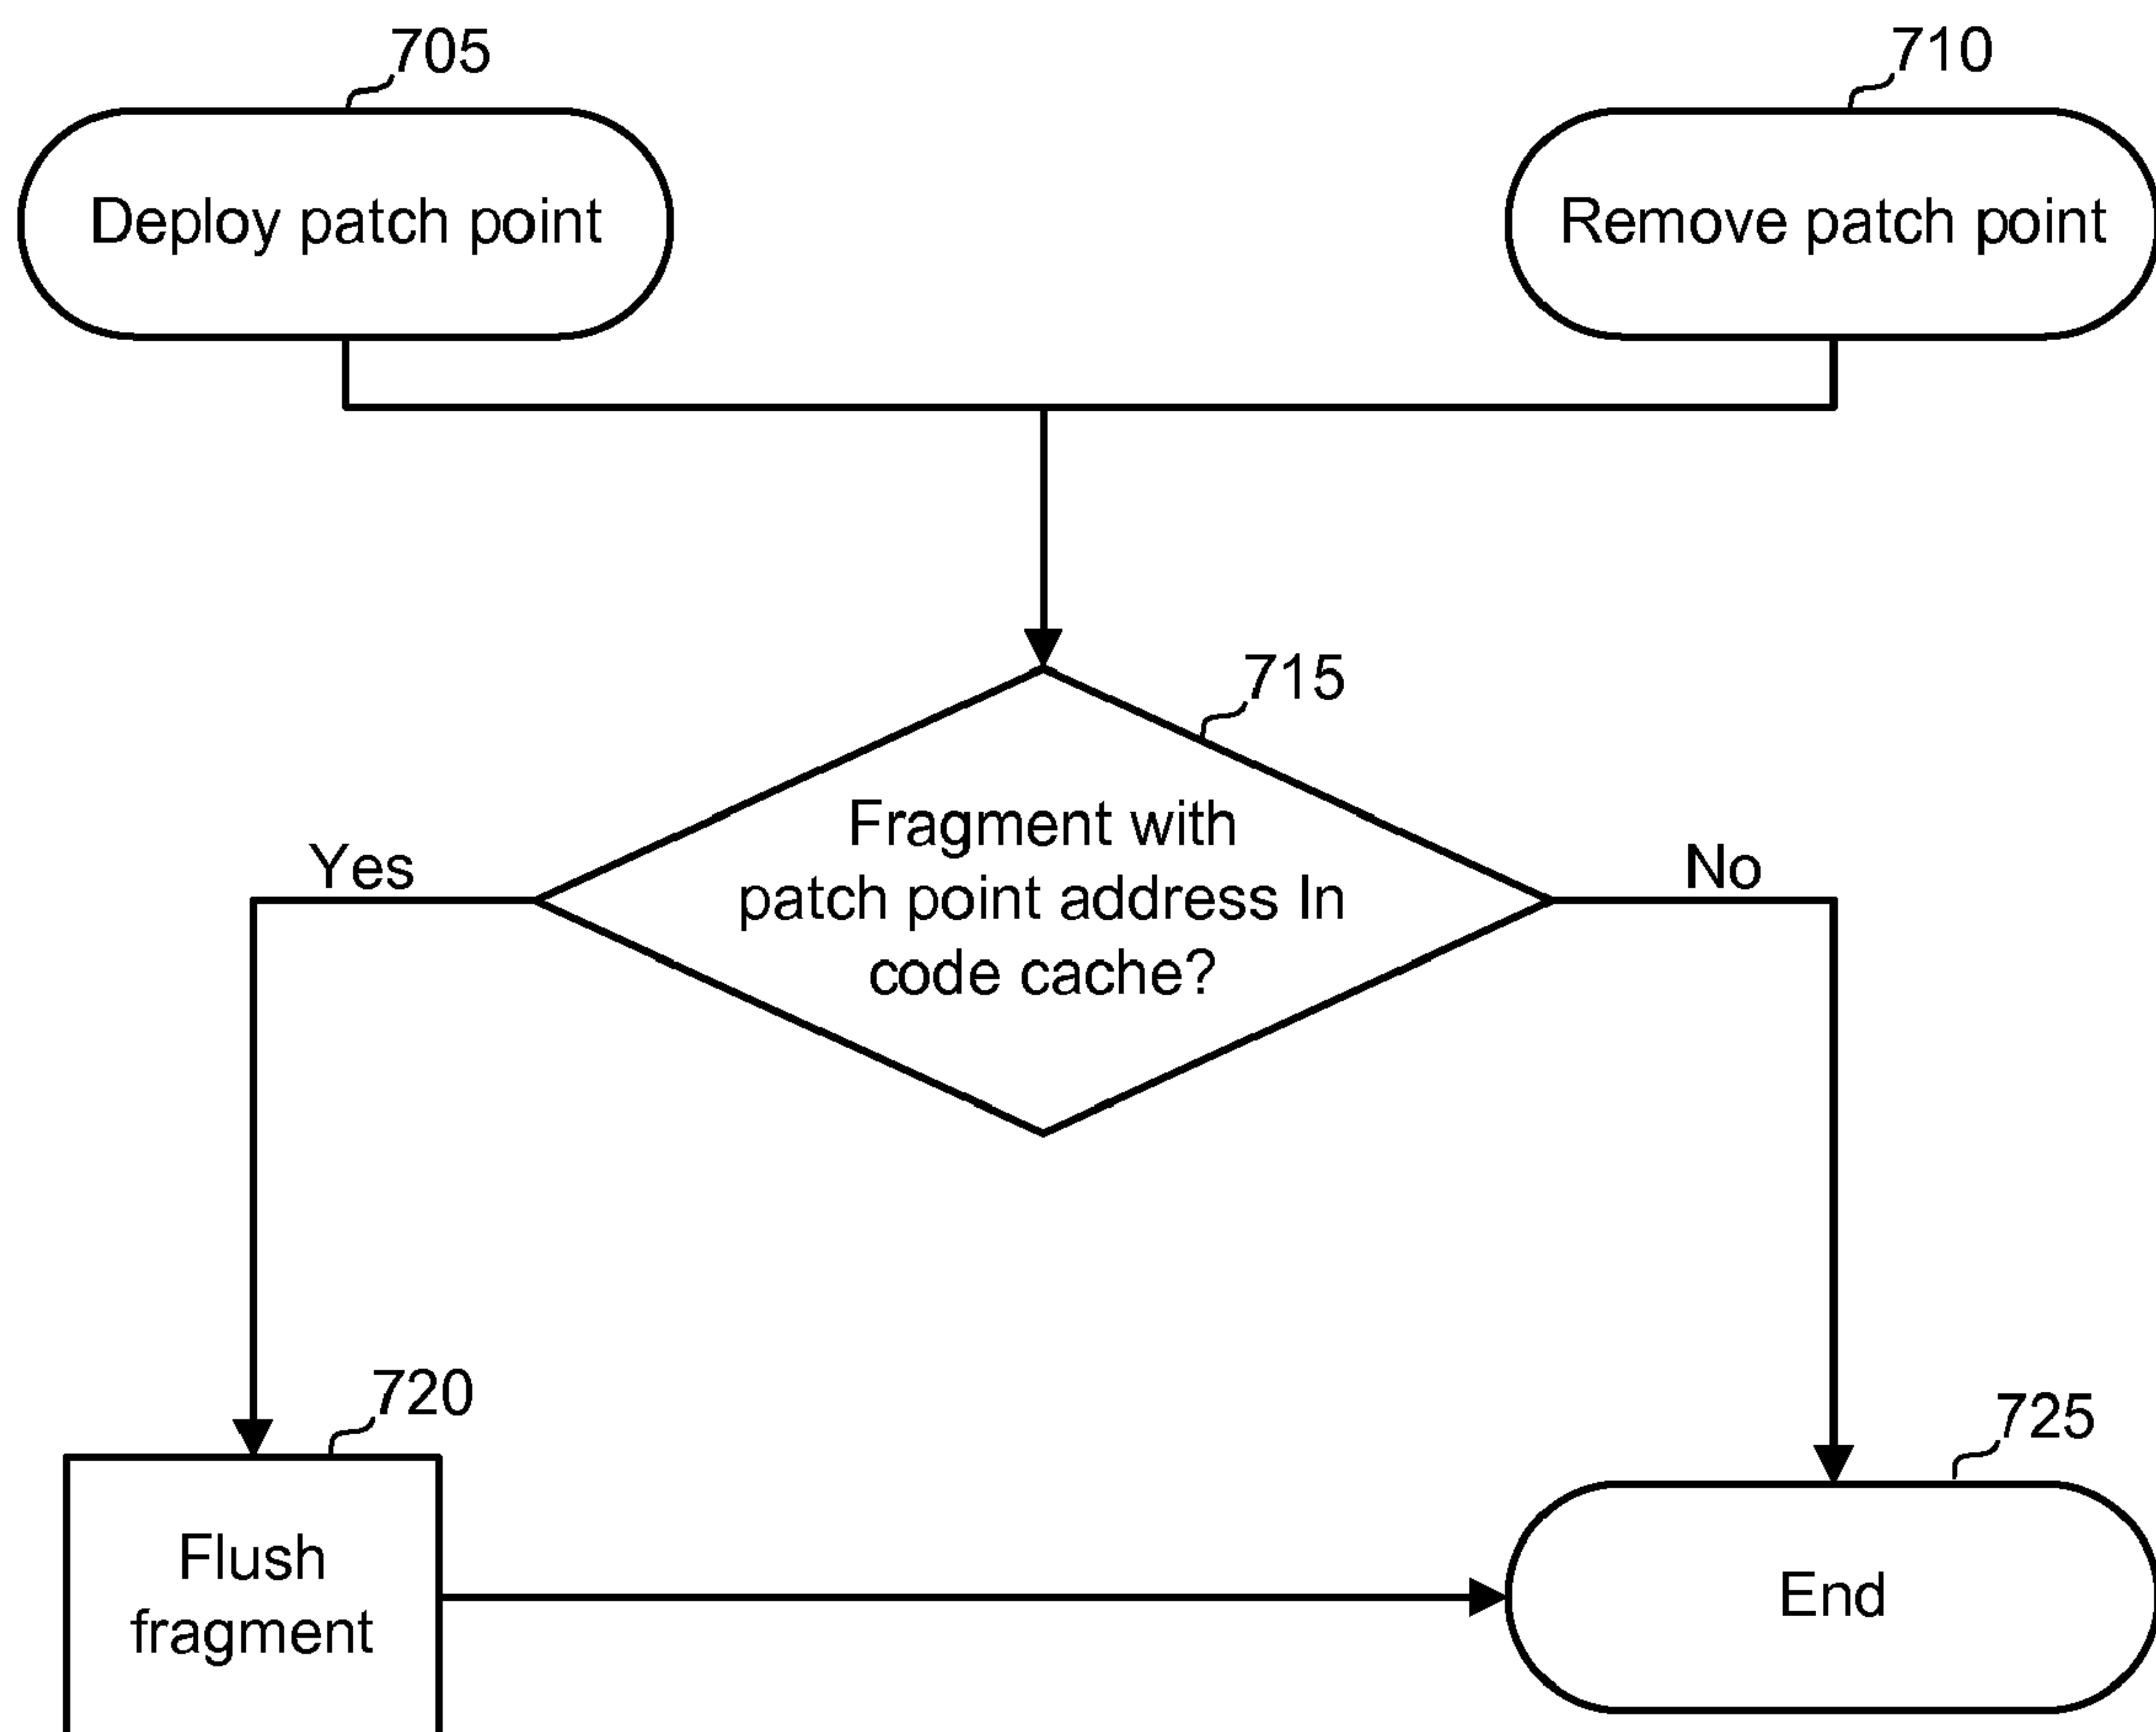 705
710
Deploy patch point
Remove patch point
715
Fragment with
patch point address In
code cache?
Yes
No
720
725
Flush
fragment
End